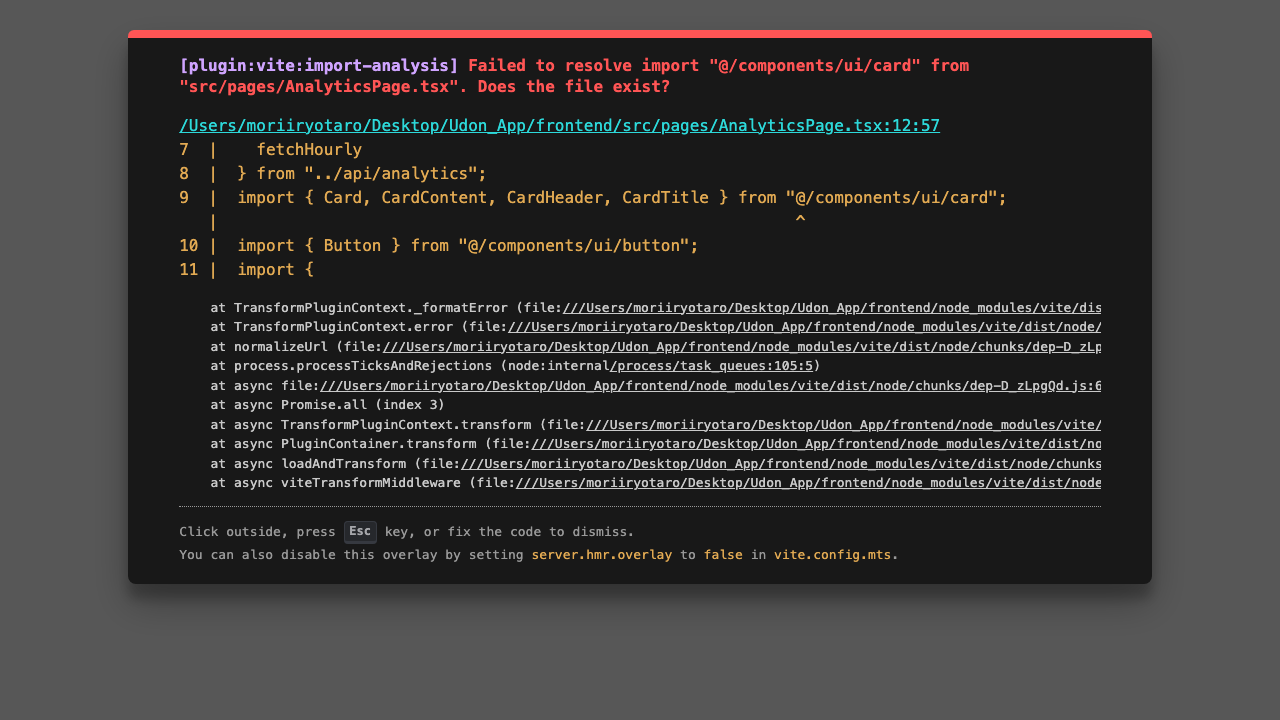 [plugin:vite:import-analysis] Failed to resolve import "@/components/ui/card" from
"src/pages/AnalyticsPage.tsx". Does the file exist?
/Users/moriiryotaro/Desktop/Udon_App/frontend/src/pages/AnalyticsPage.tsx:12:57
7  |    fetchHourly
8  |  } from "../api/analytics";
9  |  import { Card, CardContent, CardHeader, CardTitle } from "@/components/ui/card";
   |                                                            ^
10 |  import { Button } from "@/components/ui/button";
11 |  import {
at TransformPluginContext._formatError (file:///Users/moriiryotaro/Desktop/Udon_App/frontend/node_modules/vite/dis
at TransformPluginContext.error (file:///Users/moriiryotaro/Desktop/Udon_App/frontend/node_modules/vite/dist/node/
at normalizeUrl (file:///Users/moriiryotaro/Desktop/Udon_App/frontend/node_modules/vite/dist/node/chunks/dep-D_zLp
at process.processTicksAndRejections (node:internal/process/task_queues:105:5)
at async file:///Users/moriiryotaro/Desktop/Udon_App/frontend/node_modules/vite/dist/node/chunks/dep-D_zLpgQd.js:6
at async Promise.all (index 3)
at async TransformPluginContext.transform (file:///Users/moriiryotaro/Desktop/Udon_App/frontend/node_modules/vite/
at async PluginContainer.transform (file:///Users/moriiryotaro/Desktop/Udon_App/frontend/node_modules/vite/dist/no
at async loadAndTransform (file:///Users/moriiryotaro/Desktop/Udon_App/frontend/node_modules/vite/dist/node/chunks
at async viteTransformMiddleware (file:///Users/moriiryotaro/Desktop/Udon_App/frontend/node_modules/vite/dist/node
Click outside, press Esc key, or fix the code to dismiss.
You can also disable this overlay by setting server.hmr.overlay to false in vite.config.mts.